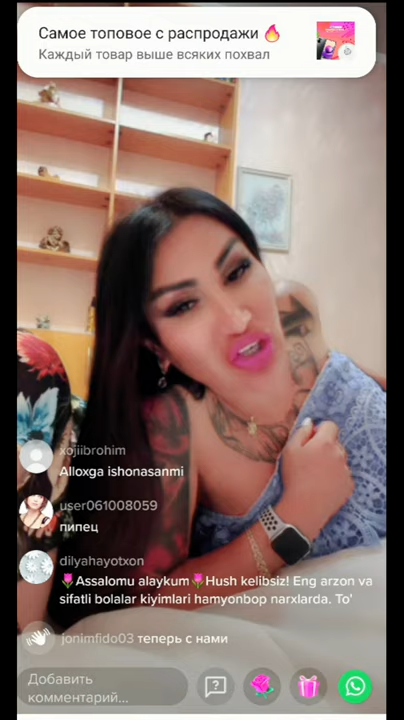 Самое топовое с распродажи 🔥
Каждый товар выше всяких похвал
xojiibrohim
Alloxga ishonasanmi
user061008059
пипец
dilyahayotxon
🌷Assalomu alaykum🌷Hush kelibsiz! Eng arzon va
sifatli bolalar kiyimlari hamyonbop narxlarda. To'
jonimfido03 теперь с нами
Добавить
комментарий...